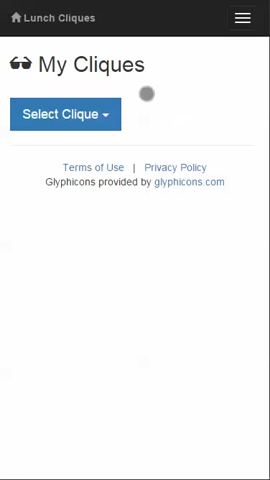 Lunch Cliques
My Cliques
Select Clique
Terms of Use | Privacy Policy
Glyphicons provided by glyphicons.com